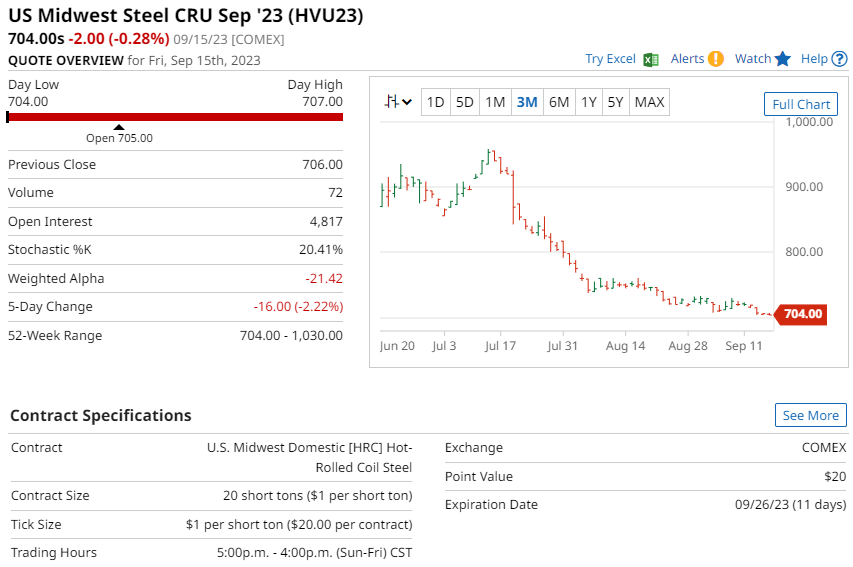 US Midwest Steel CRU Sep '23 (HVU23)
704.00s -2.00 (-0.28%) 09/15/23 [COMEX]
QUOTE OVERVIEW for Fri, Sep 15th, 2023
Try Excel Alerts Watch Help
Day Low Day High
704.00 707.00
Open 705.00
Previous Close 706.00
Volume 72
Open Interest 4,817
Stochastic %K 20.41%
Weighted Alpha -21.42
5-Day Change -16.00 (-2.22%)
52-Week Range 704.00 - 1,030.00
1D 5D 1M 3M 6M 1Y 5Y MAX
Full Chart
1,000.00
900.00
800.00
704.00
Jun 20 Jul 3 Jul 17 Jul 31 Aug 14 Aug 28 Sep 11
Contract Specifications
See More
Contract U.S. Midwest Domestic [HRC] Hot-
Rolled Coil Steel
Contract Size 20 short tons ($1 per short ton)
Tick Size $1 per short ton ($20.00 per contract)
Trading Hours 5:00p.m. - 4:00p.m. (Sun-Fri) CST
Exchange COMEX
Point Value $20
Expiration Date 09/26/23 (11 days)